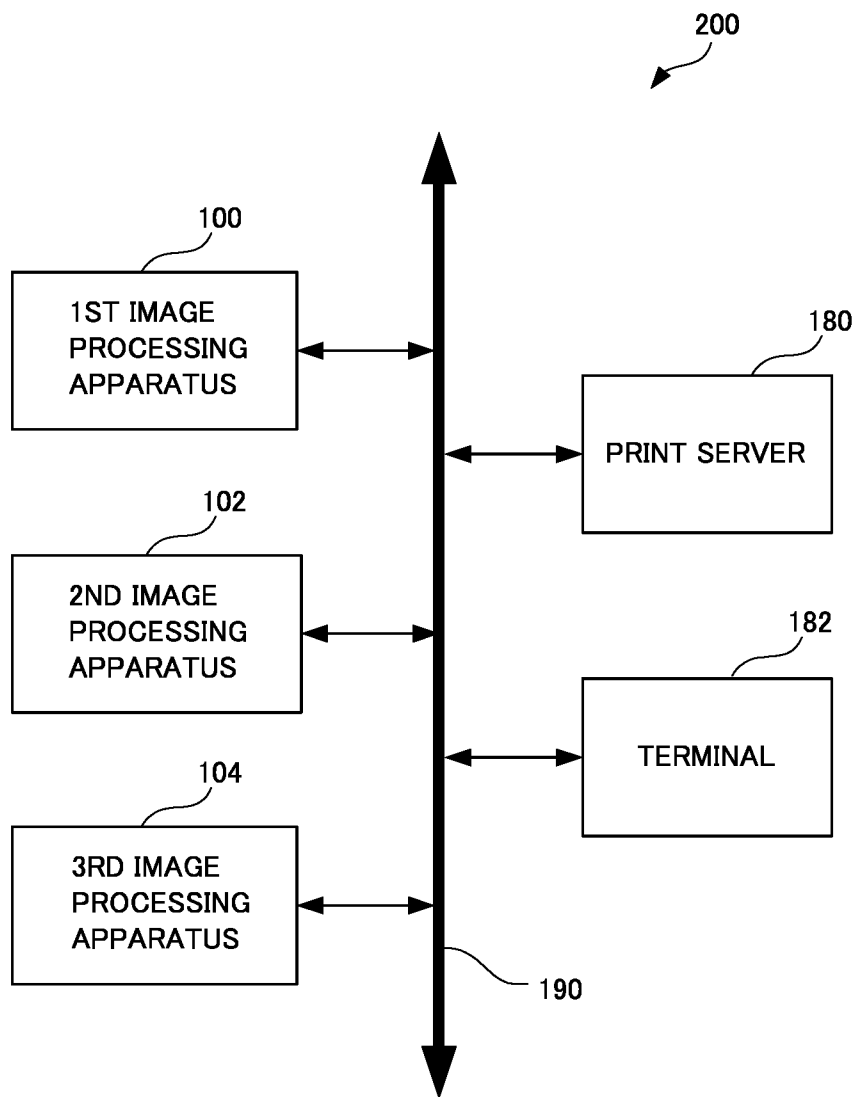 200
100
1ST IMAGE
PROCESSING
APPARATUS
180
PRINT SERVER
102
2ND IMAGE
PROCESSING
APPARATUS
182
TERMINAL
104
3RD IMAGE
PROCESSING
APPARATUS
190